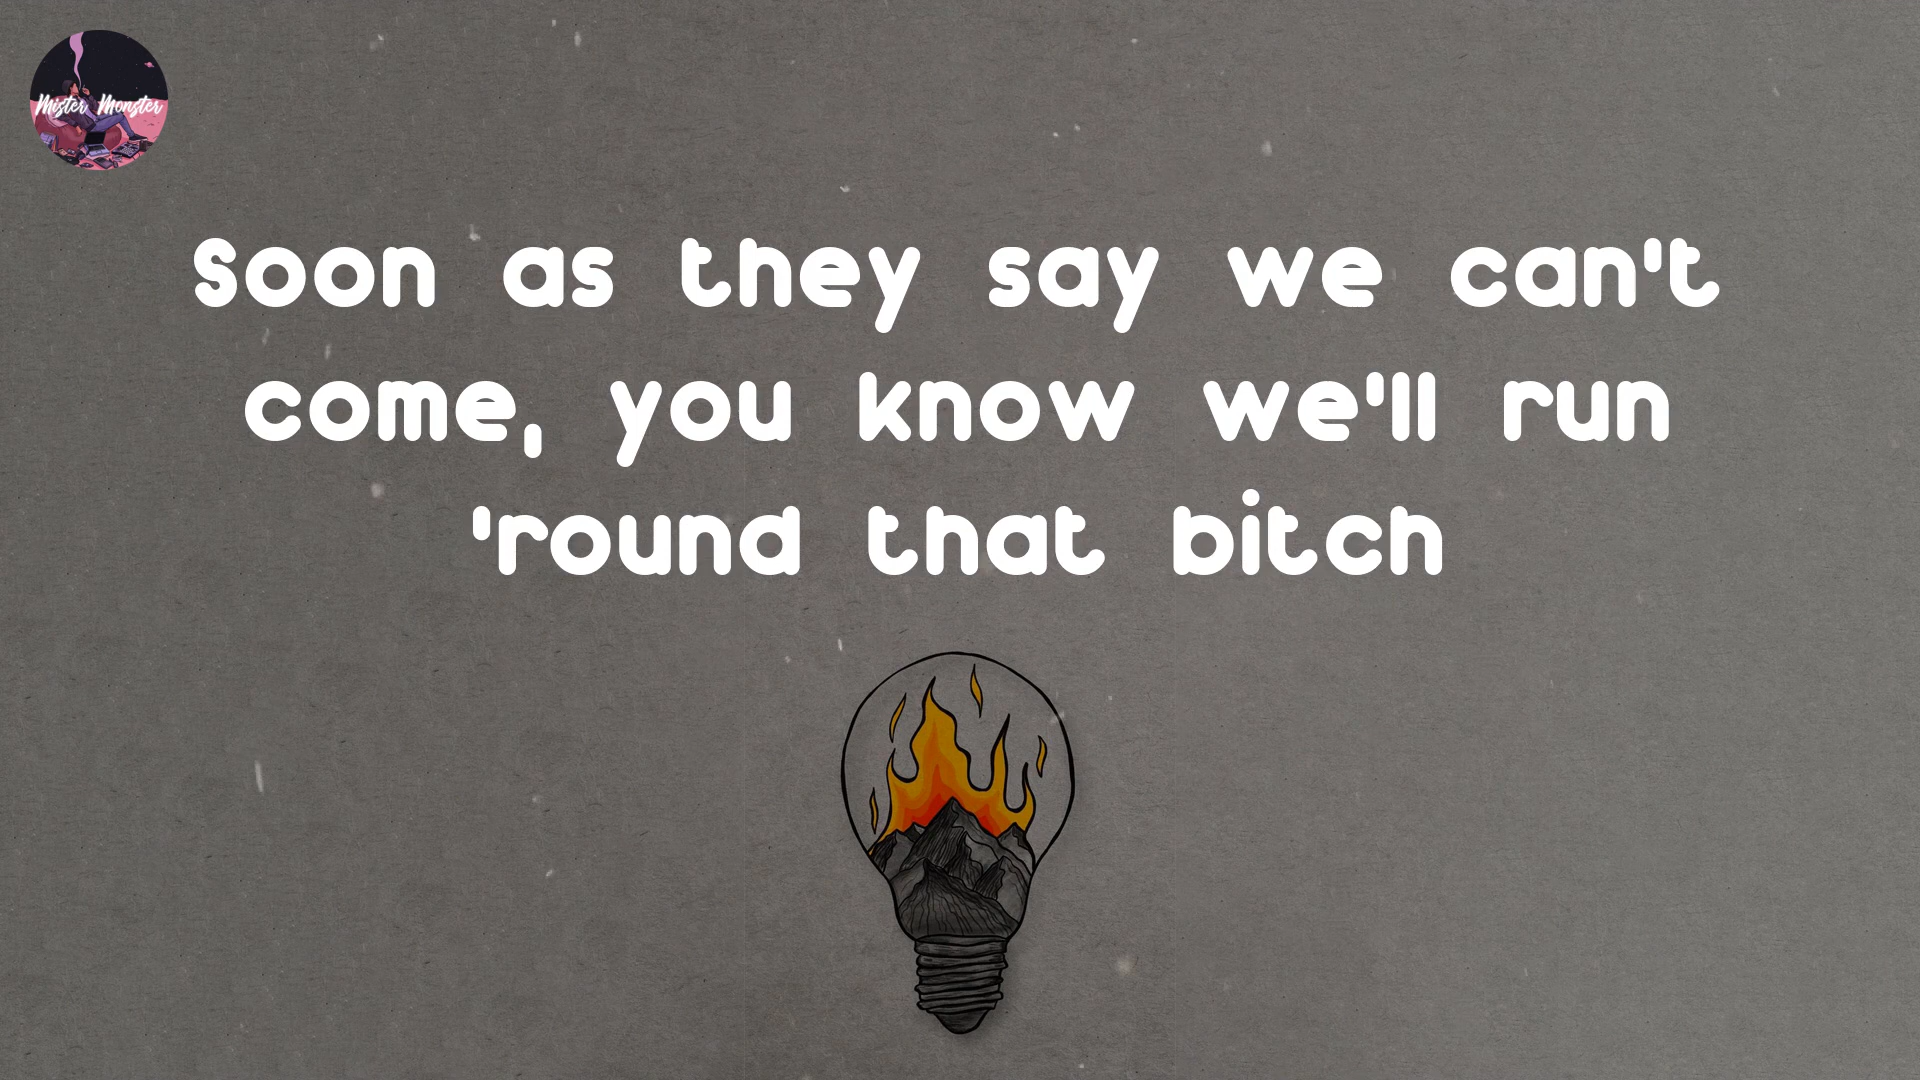 Mister Monster
Soon as they say we can't
come, you know we'll run
'round that bitch